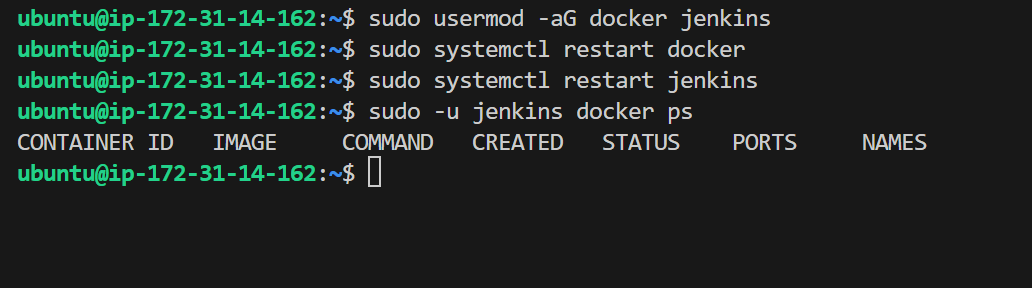 ubuntu@ip-172-31-14-162:~$ sudo usermod -aG docker jenkins
ubuntu@ip-172-31-14-162:~$ sudo systemctl restart docker
ubuntu@ip-172-31-14-162:~$ sudo systemctl restart jenkins
ubuntu@ip-172-31-14-162:~$ sudo -u jenkins docker ps
CONTAINER ID   IMAGE     COMMAND   CREATED   STATUS    PORTS     NAMES
ubuntu@ip-172-31-14-162:~$